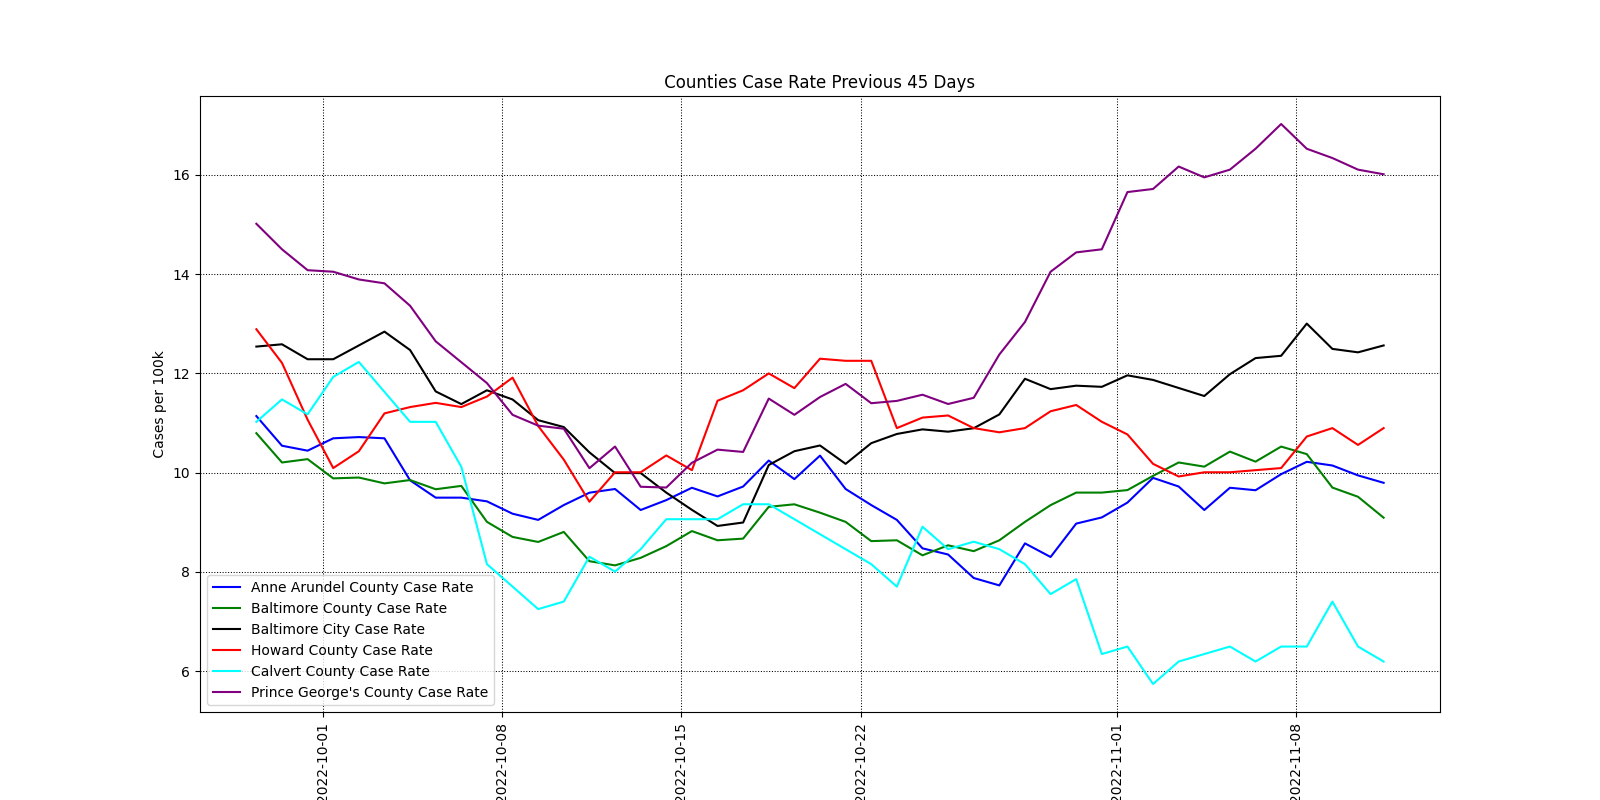 Counties Case Rate Previous 45 Days
Cases per 100k
16
14
12
10
8
6
Anne Arundel County Case Rate
Baltimore County Case Rate
Baltimore City Case Rate
Howard County Case Rate
Calvert County Case Rate
Prince George's County Case Rate
2022-10-01
2022-10-08
2022-10-15
2022-10-22
2022-11-01
2022-11-08